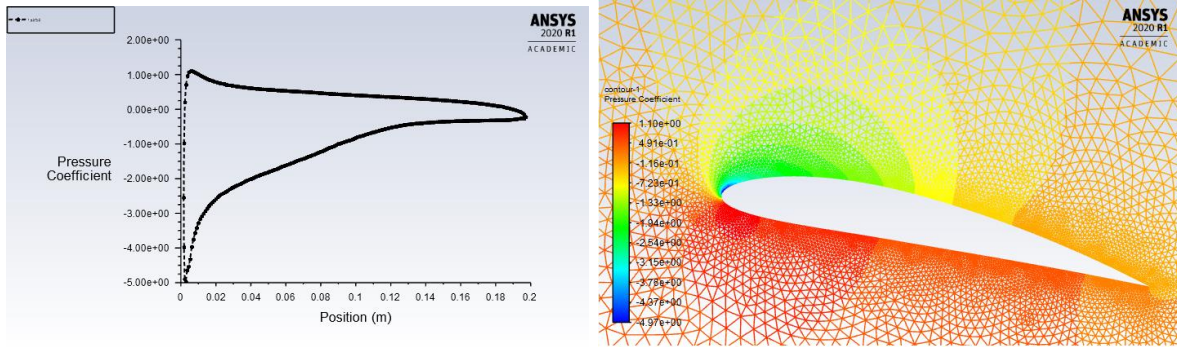 ANSYS
2020 R1
ACADEMIC
2.00e+00
1.00e+00
0.00e+00
-1.00e+00
-2.00e+00
-3.00e+00
-4.00e+00
-5.00e+00
Pressure
Coefficient
0 0.02 0.04 0.06 0.08 0.1 0.12 0.14 0.16 0.18 0.2
Position (m)
ANSYS
2020 R1
ACADEMIC
contour-1
Pressure Coefficient
1.10e+00
4.91e-01
-1.16e-01
-7.23e-01
-1.33e+00
-1.94e+00
-2.54e+00
-3.15e+00
-3.76e+00
-4.37e+00
-4.97e+00